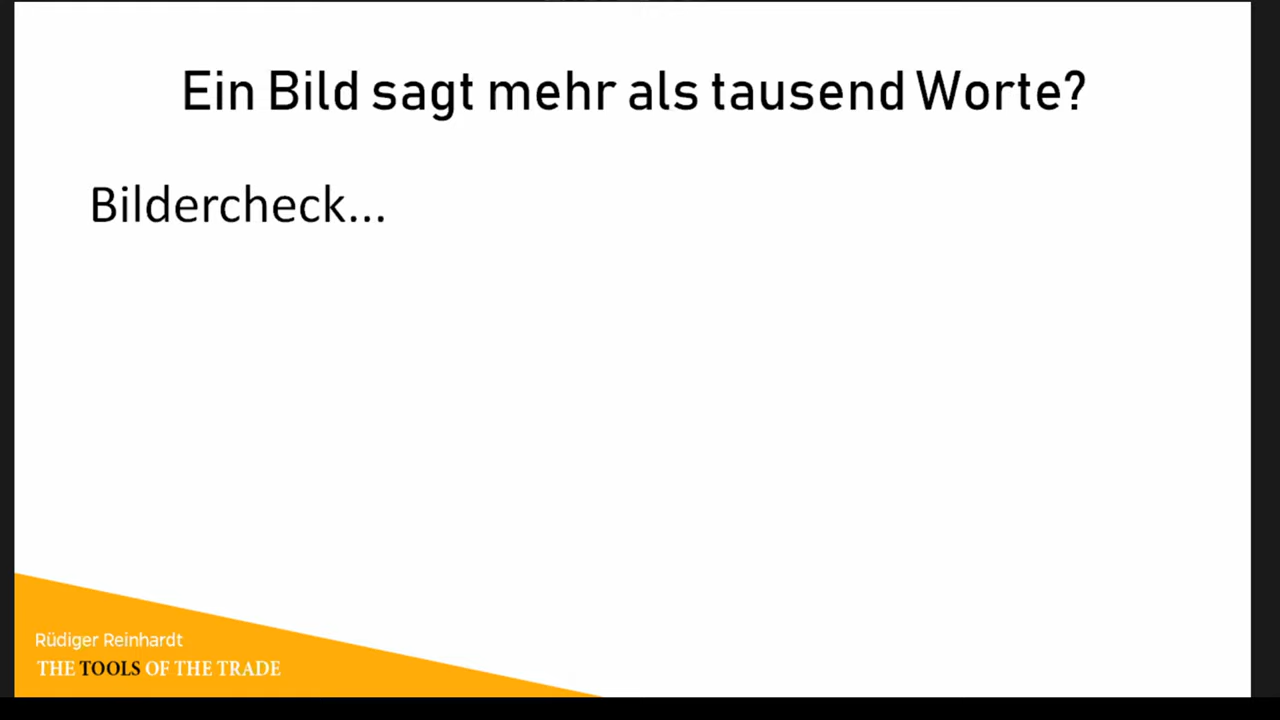 Ein Bild sagt mehr als tausend Worte?
Bildercheck...
Rüdiger Reinhardt
THE TOOLS OF THE TRADE